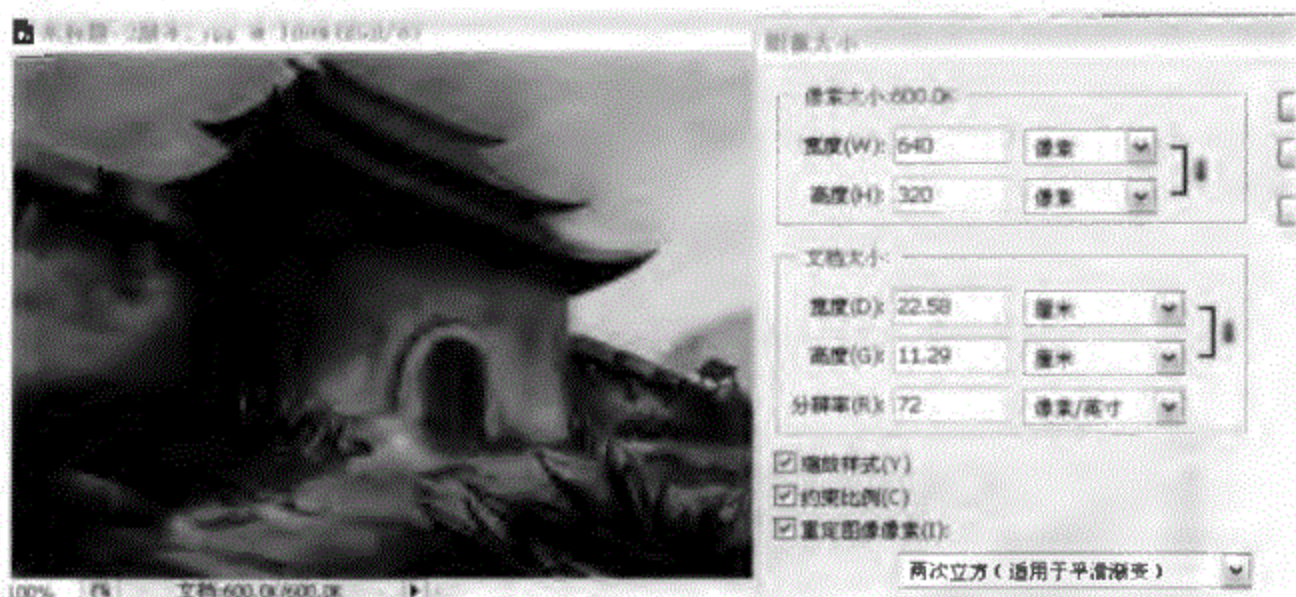 图像大小
像素大小:600.0K
宽度(W): 640 像素
高度(H): 320 像素
文档大小:
宽度(D): 22.58 厘米
高度(G): 11.29 厘米
分辨率(R): 72 像素/英寸
缩放样式(Y)
约束比例(C)
重定图像像素(I):
两次立方(适用于平滑渐变)
100% 文档:600.0K/600.0K